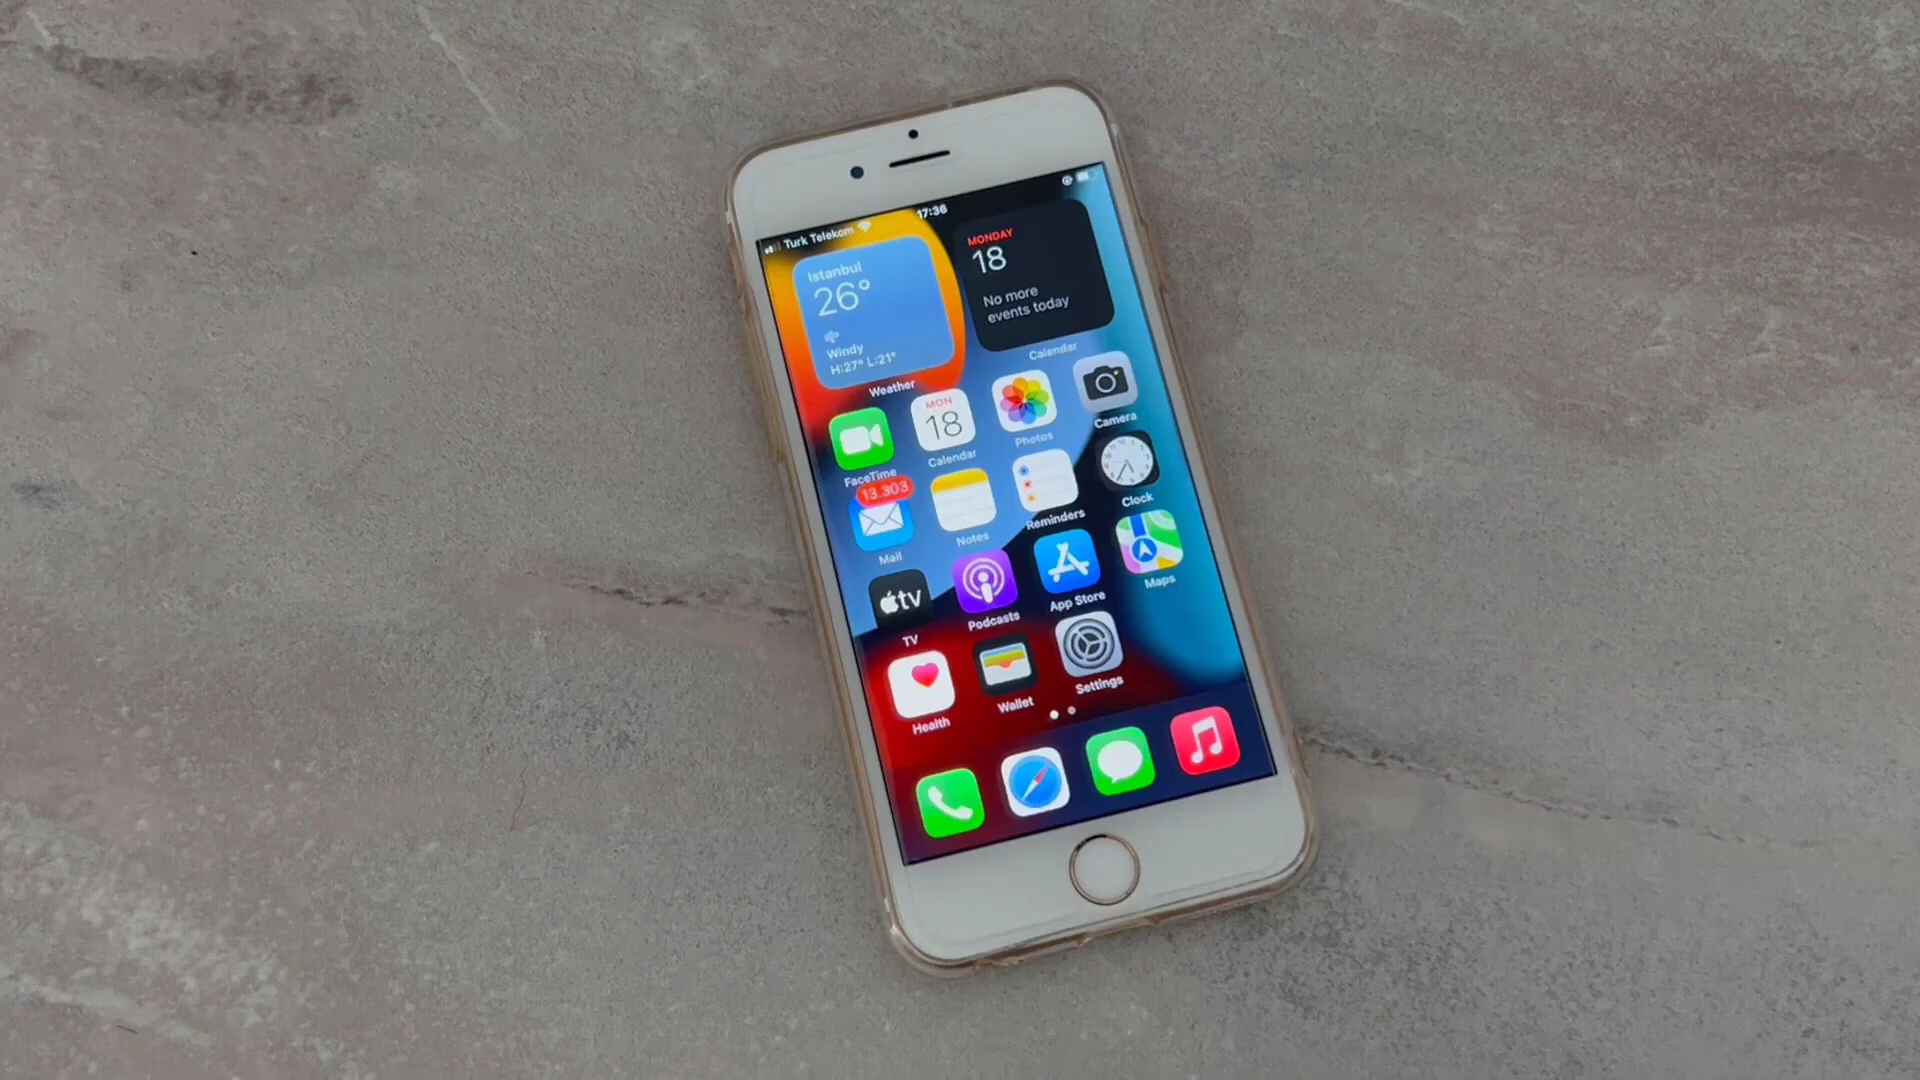 Turk Telekom
17:36
Istanbul
26°
Windy
H:27° L:21°
Weather
MONDAY
18
No more
events today
Calendar
FaceTime
MON
18
Calendar
Photos
Camera
13.303
Mail
Notes
Reminders
Clock
tv
TV
Podcasts
App Store
Maps
Health
Wallet
Settings